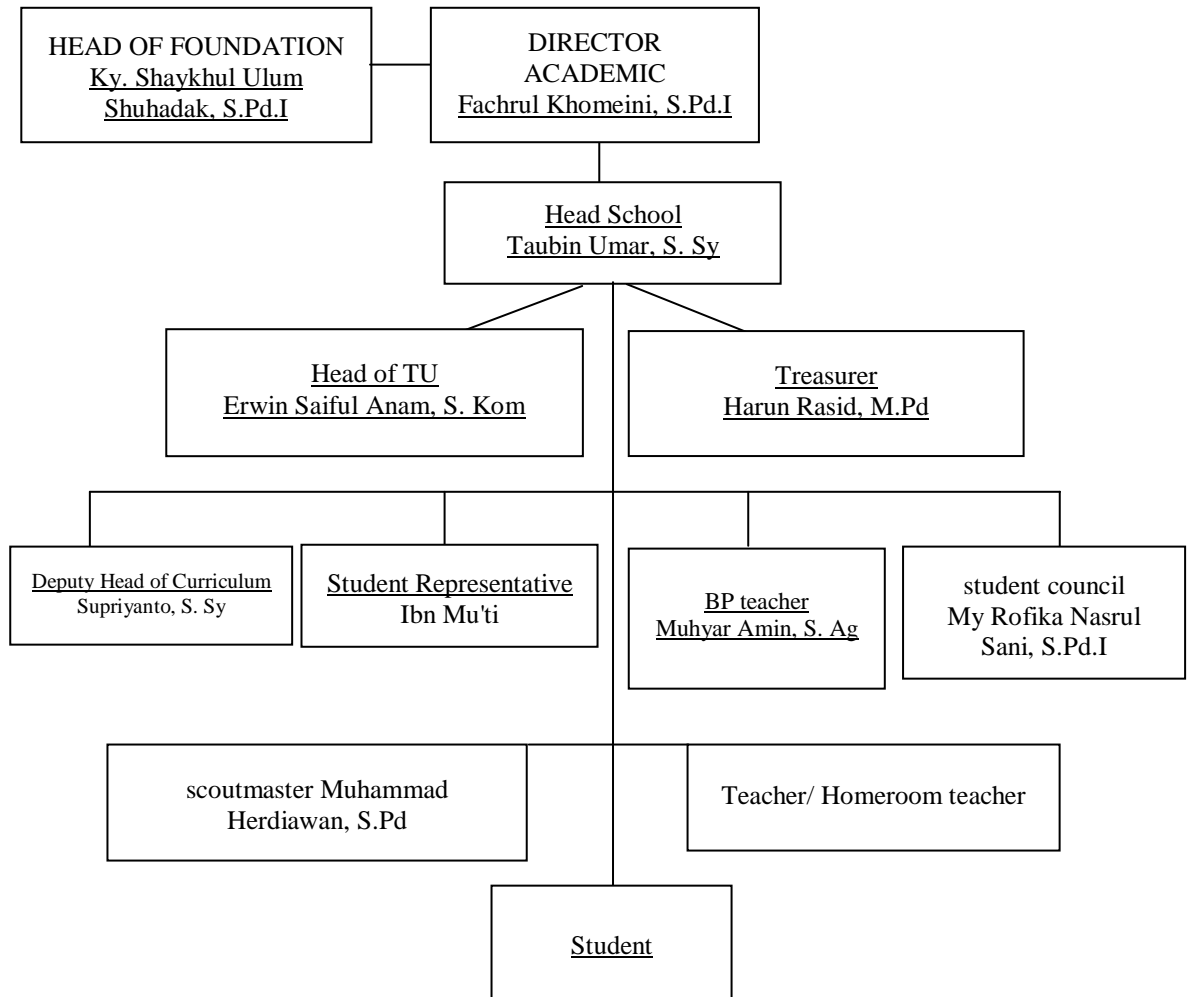 HEAD OF FOUNDATION
Ky. Shaykhul Ulum
Shuhadak, S.Pd.I
DIRECTOR
ACADEMIC
Fachrul Khomeini, S.Pd.I
Head School
Taubin Umar, S. Sy
Head of TU
Erwin Saiful Anam, S. Kom
Treasurer
Harun Rasid, M.Pd
Deputy Head of Curriculum
Supriyanto, S. Sy
Student Representative
Ibn Mu'ti
BP teacher
Muhyar Amin, S. Ag
student council
My Rofika Nasrul
Sani, S.Pd.I
scoutmaster Muhammad
Herdiawan, S.Pd
Teacher/ Homeroom teacher
Student